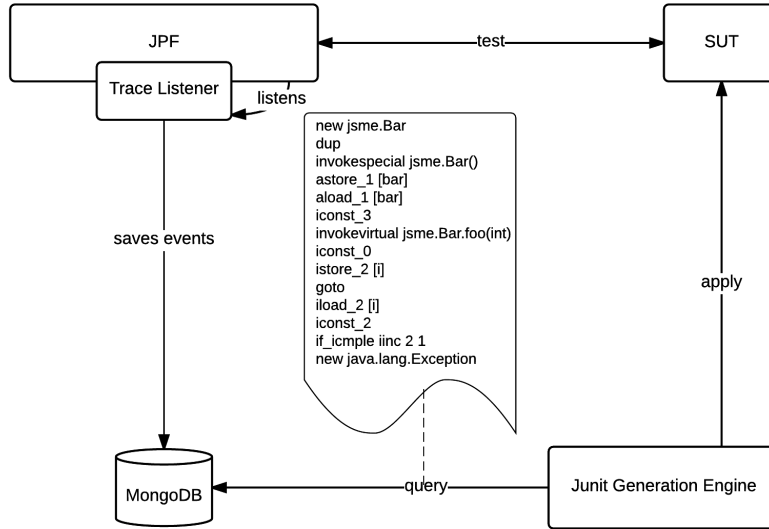 JPF
test
SUT
Trace Listener
listens
new jsme.Bar
dup
invokespecial jsme.Bar()
astore_1 [bar]
aload_1 [bar]
iconst_3
invokevirtual jsme.Bar.foo(int)
iconst_0
istore_2 [i]
goto
iload_2 [i]
iconst_2
if_icmple iinc 2 1
new java.lang.Exception
saves events
apply
MongoDB
query
Junit Generation Engine